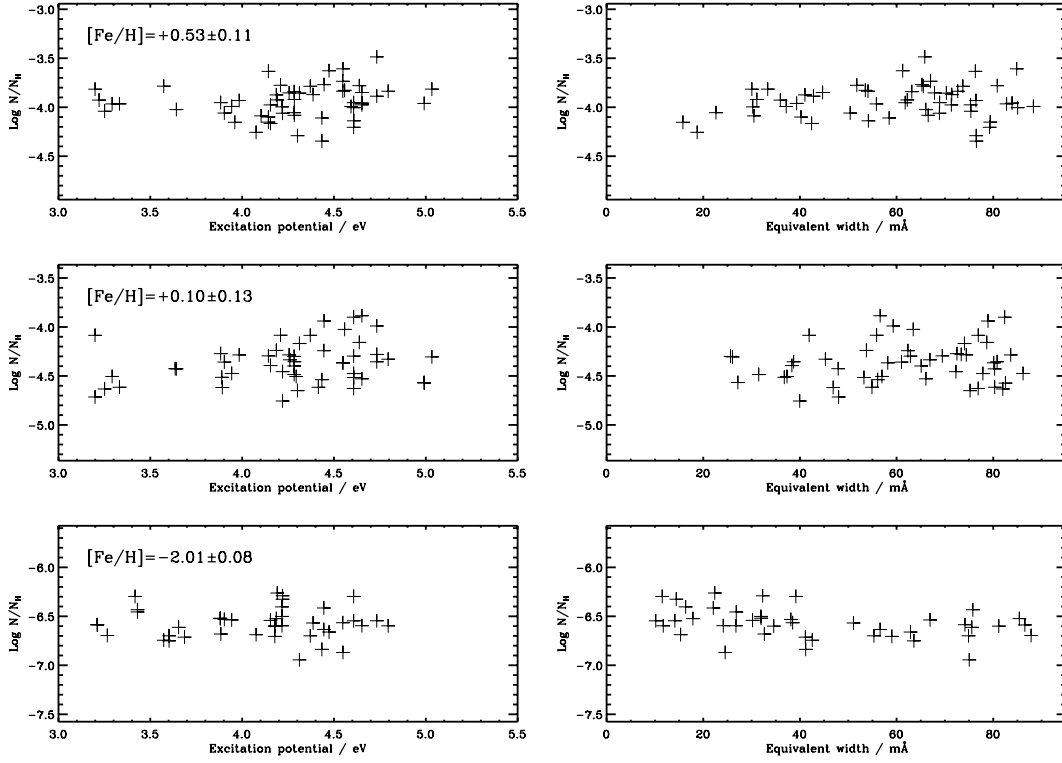 -3.0
-3.5
-4.0
-4.5
Log N/N_H
[Fe/H]=+0.53±0.11
3.0 3.5 4.0 4.5 5.0 5.5
Excitation potential / eV
-3.0
-3.5
-4.0
-4.5
Log N/N_H
0 20 40 60 80
Equivalent width / mÅ
-3.5
-4.0
-4.5
-5.0
Log N/N_H
[Fe/H]=+0.10±0.13
3.0 3.5 4.0 4.5 5.0 5.5
Excitation potential / eV
-3.5
-4.0
-4.5
-5.0
Log N/N_H
0 20 40 60 80
Equivalent width / mÅ
-6.0
-6.5
-7.0
-7.5
Log N/N_H
[Fe/H]=−2.01±0.08
3.0 3.5 4.0 4.5 5.0 5.5
Excitation potential / eV
-6.0
-6.5
-7.0
-7.5
Log N/N_H
0 20 40 60 80
Equivalent width / mÅ